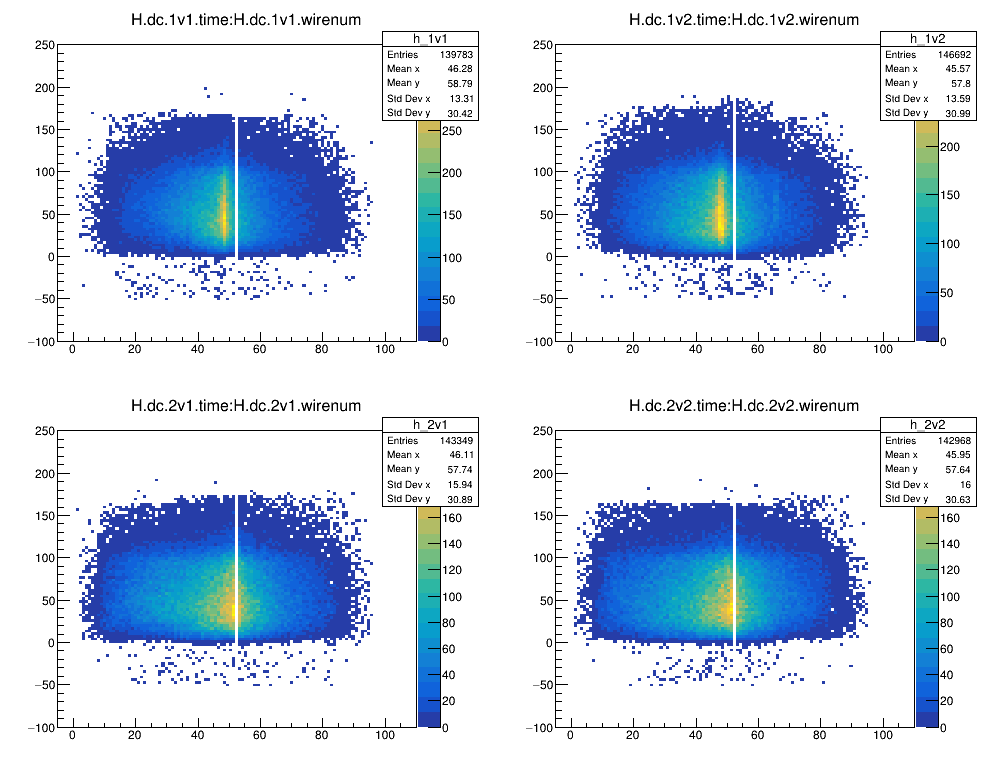 H.dc.1v1.time:H.dc.1v1.wirenum
h_1v1
Entries 139783
Mean x 46.28
Mean y 58.79
Std Dev x 13.31
Std Dev y 30.42
250
200
150
100
50
0
−50
−100
0 20 40 60 80 100
250
200
150
100
50
0
H.dc.1v2.time:H.dc.1v2.wirenum
h_1v2
Entries 146692
Mean x 45.57
Mean y 57.8
Std Dev x 13.59
Std Dev y 30.99
250
200
150
100
50
0
−50
−100
0 20 40 60 80 100
200
150
100
50
0
H.dc.2v1.time:H.dc.2v1.wirenum
h_2v1
Entries 143349
Mean x 46.11
Mean y 57.74
Std Dev x 15.94
Std Dev y 30.89
250
200
150
100
50
0
−50
−100
0 20 40 60 80 100
160
140
120
100
80
60
40
20
0
H.dc.2v2.time:H.dc.2v2.wirenum
h_2v2
Entries 142968
Mean x 45.95
Mean y 57.64
Std Dev x 16
Std Dev y 30.63
250
200
150
100
50
0
−50
−100
0 20 40 60 80 100
160
140
120
100
80
60
40
20
0